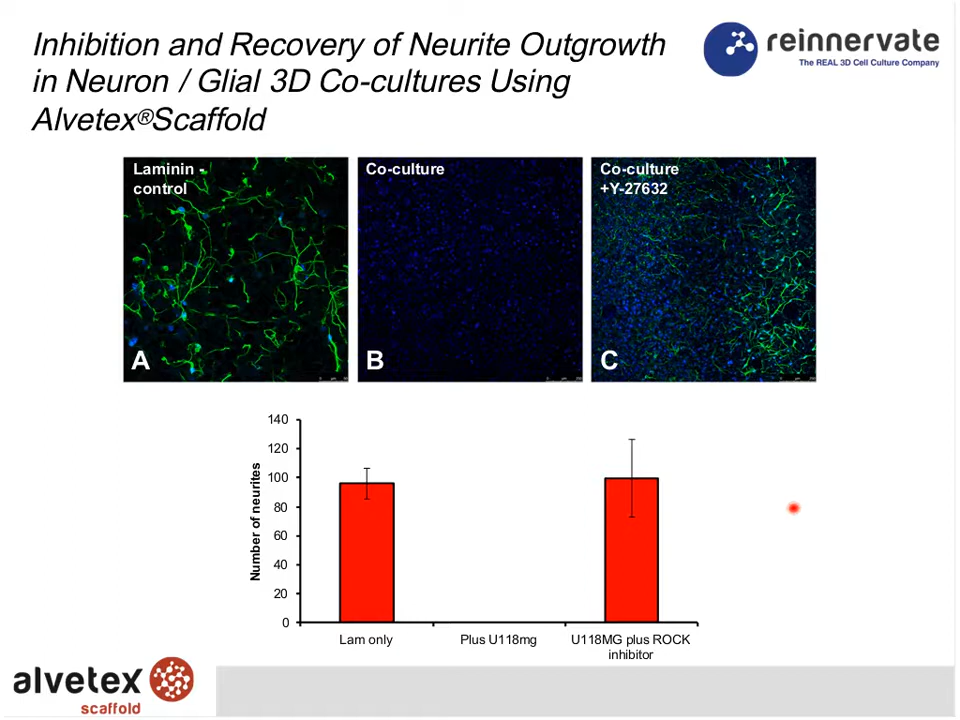 Inhibition and Recovery of Neurite Outgrowth
in Neuron / Glial 3D Co-cultures Using
Alvetex®Scaffold
reinnervate
The REAL 3D Cell Culture Company
Laminin -
control
A
Co-culture
B
Co-culture
+Y-27632
C
Number of neurites
140
120
100
80
60
40
20
0
Lam only
Plus U118mg
U118MG plus ROCK
inhibitor
alvetex
scaffold